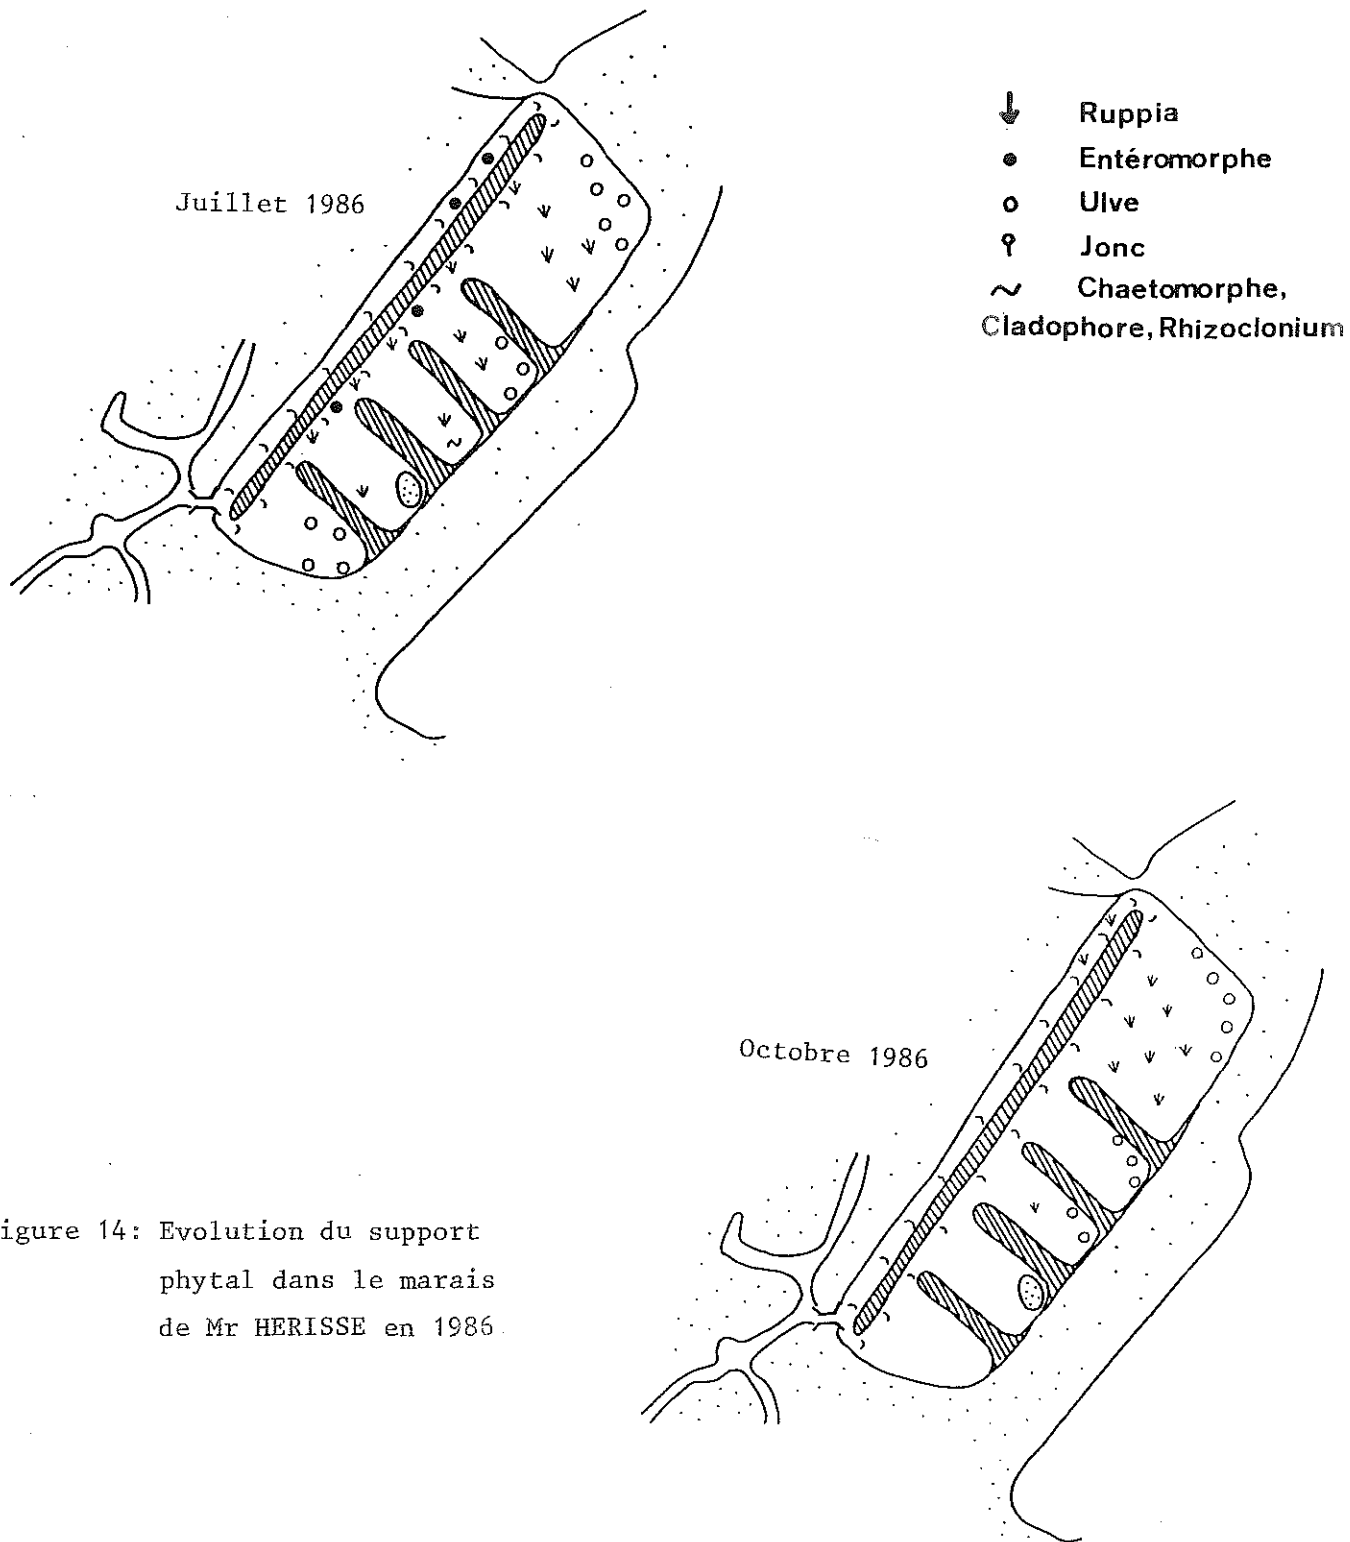 Juillet 1986
Ruppia
Entéromorphe
Ulve
Jonc
Chaetomorphe,
Cladophore, Rhizoclonium
Octobre 1986
igure 14: Evolution du support
phytal dans le marais
de Mr HERISSE en 1986